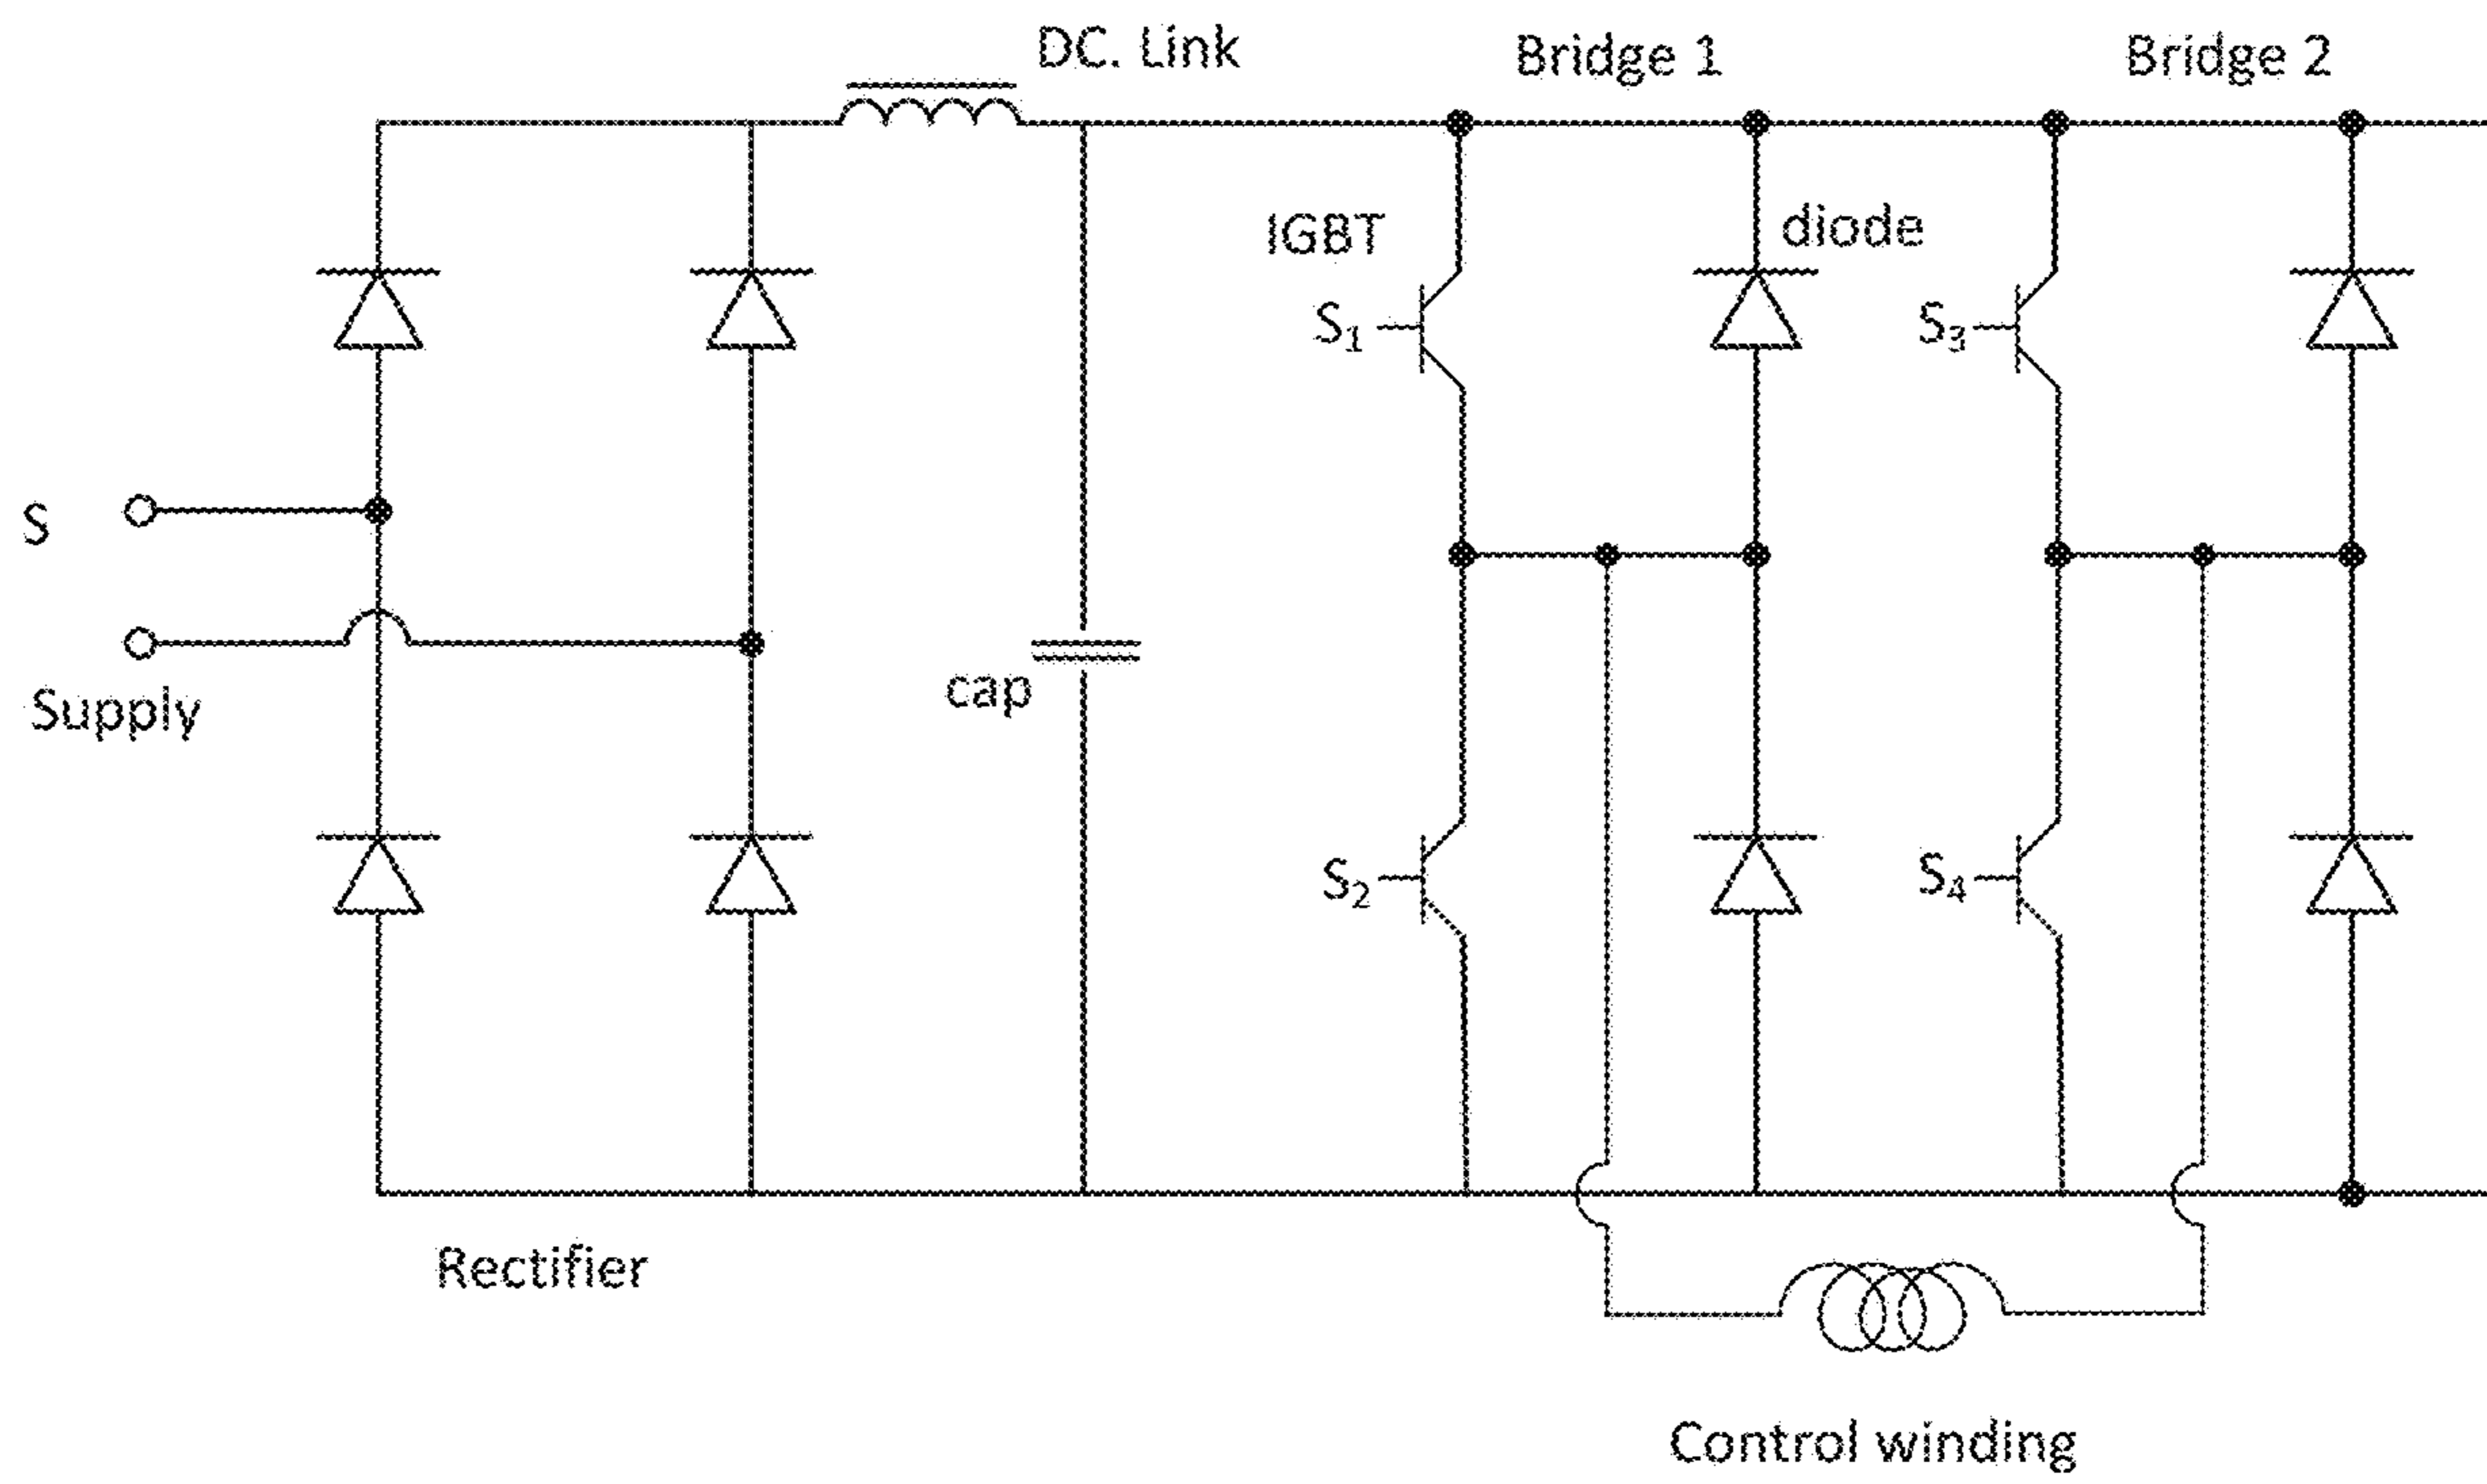 DC. Link
Bridge 1
Bridge 2
IGBT
diode
S₁
S₃
S
Supply
cap
S₂
S₄
Rectifier
Control winding